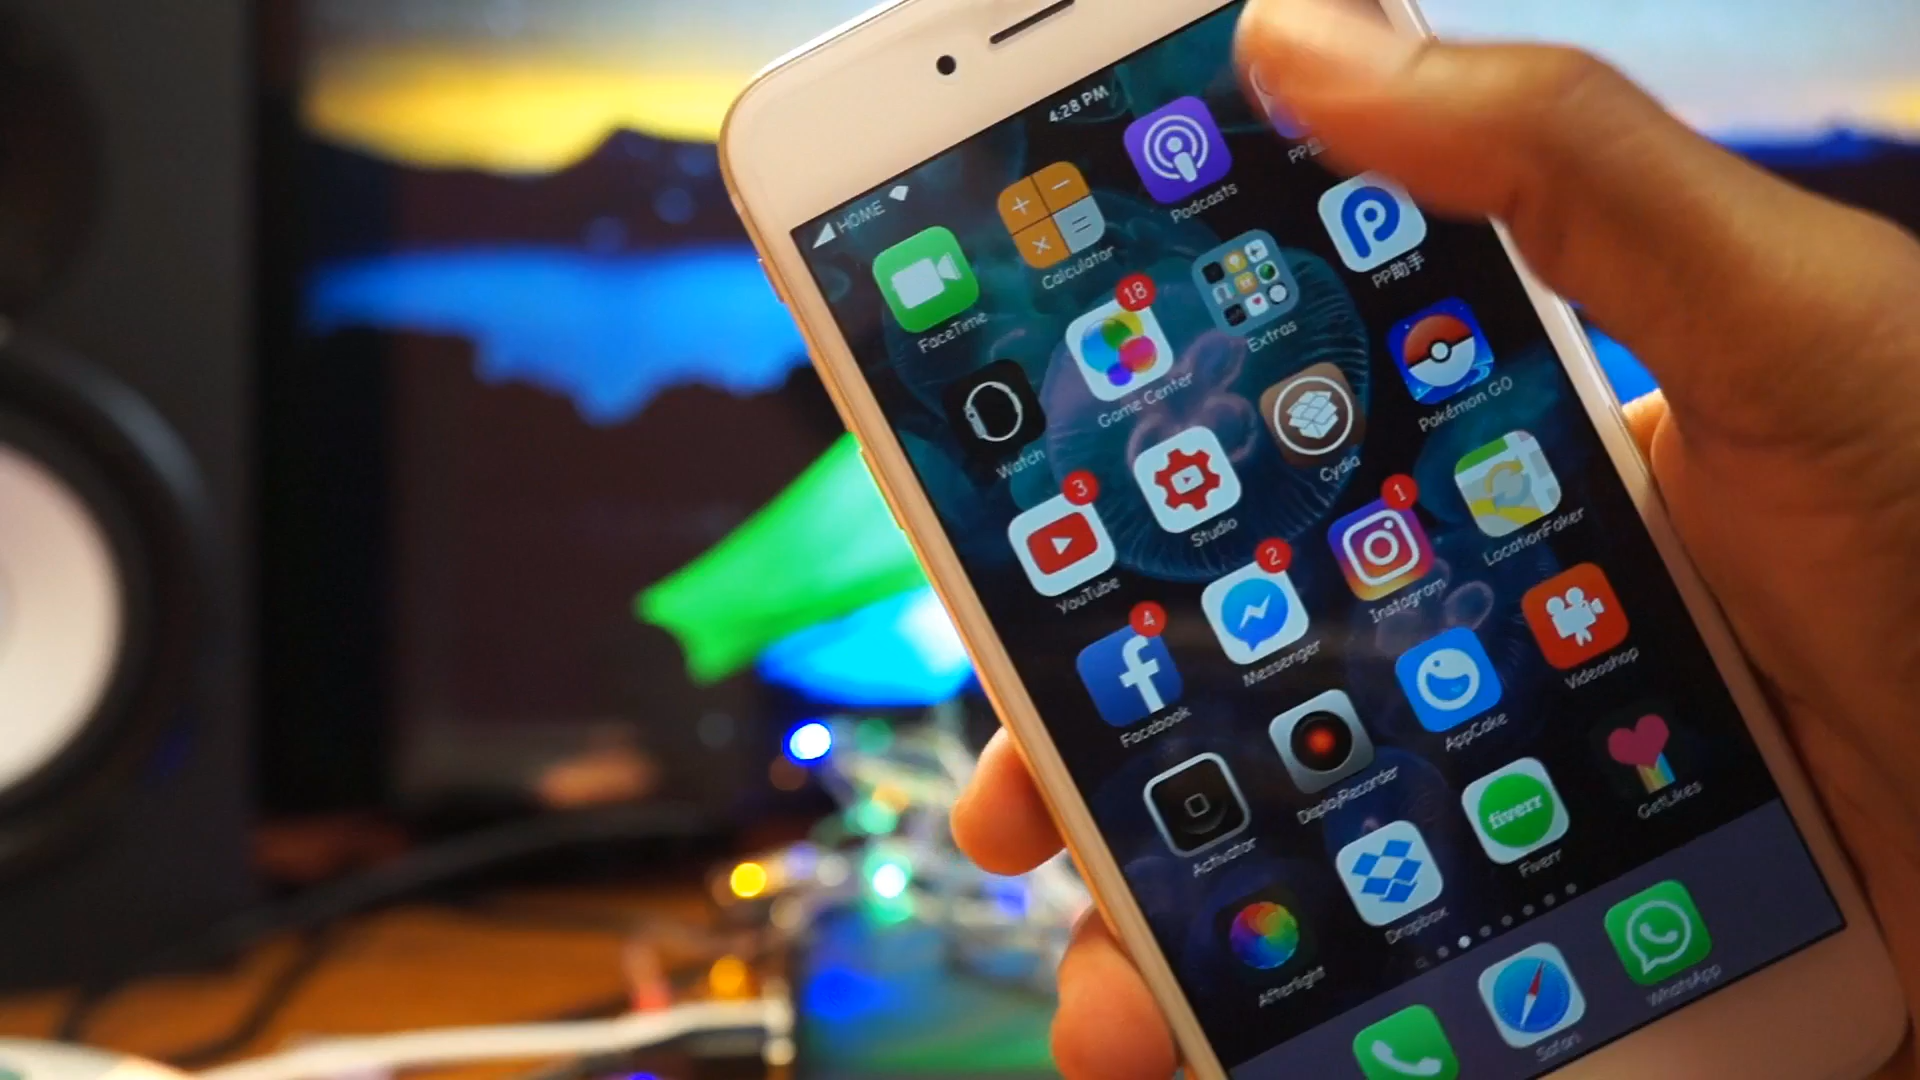 HOME
4:28 PM
FaceTime
Calculator
Podcasts
Watch
18
Game Center
Extras
PP助手
3
YouTube
Studio
Cydia
Pokémon GO
4
Facebook
2
Messenger
1
Instagram
LocationFaker
Activator
DisplayRecorder
AppCake
Videoshop
Afterlight
Dropbox
fiverr
Fiverr
GetLikes
Safari
WhatsApp